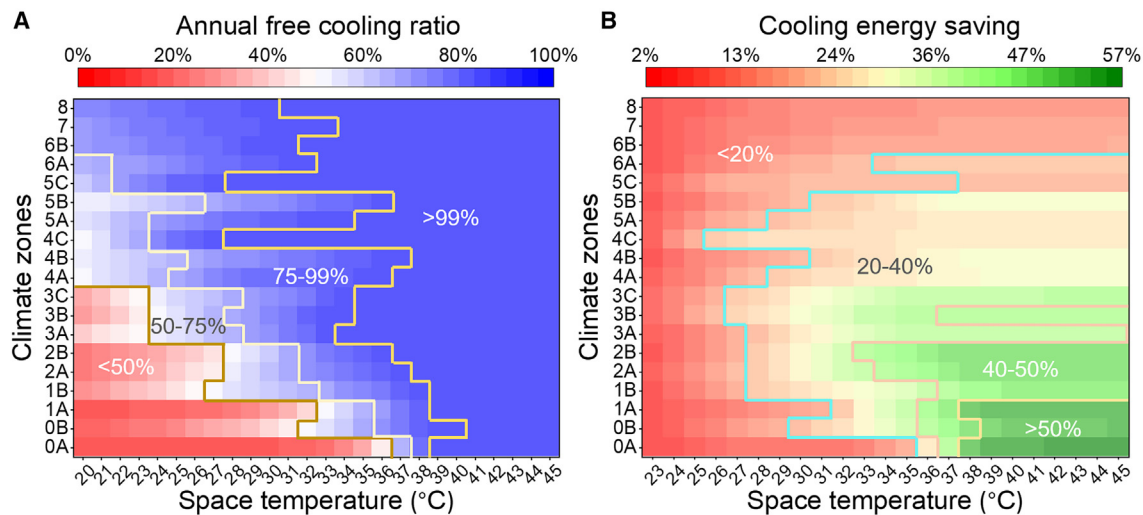 A
Annual free cooling ratio
0% 20% 40% 60% 80% 100%
Climate zones
8
7
6B
6A
5C
5B
5A
4C
4B
4A
3C
3B
3A
2B
2A
1B
1A
0B
0A
>99%
75-99%
50-75%
<50%
20 21 22 23 24 25 26 27 28 29 30 31 32 33 34 35 36 37 38 39 40 41 42 43 44 45
Space temperature (°C)
B
Cooling energy saving
2% 13% 24% 36% 47% 57%
Climate zones
8
7
6B
6A
5C
5B
5A
4C
4B
4A
3C
3B
3A
2B
2A
1B
1A
0B
0A
<20%
20-40%
40-50%
>50%
23 24 25 26 27 28 29 30 31 32 33 34 35 36 37 38 39 40 41 42 43 44 45
Space temperature (°C)